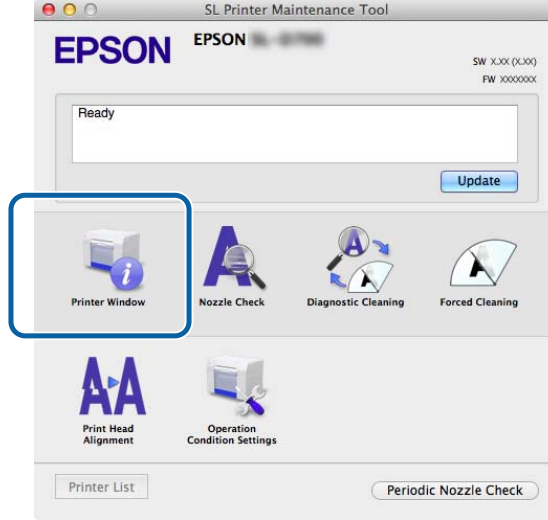 SL Printer Maintenance Tool
EPSON
EPSON
SW X.XX (X.XX)
FW XXXXXXX
Ready
Update
Printer Window
Nozzle Check
Diagnostic Cleaning
Forced Cleaning
Print Head
Alignment
Operation
Condition Settings
Printer List
Periodic Nozzle Check